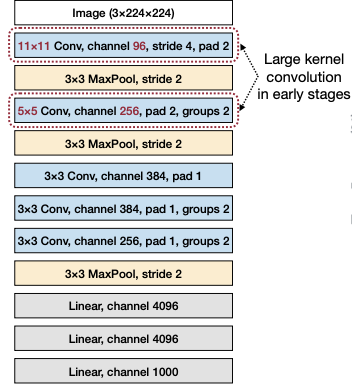 Image (3×224×224)
11×11 Conv, channel 96, stride 4, pad 2
3×3 MaxPool, stride 2
5×5 Conv, channel 256, pad 2, groups 2
3×3 MaxPool, stride 2
3×3 Conv, channel 384, pad 1
3×3 Conv, channel 384, pad 1, groups 2
3×3 Conv, channel 256, pad 1, groups 2
3×3 MaxPool, stride 2
Linear, channel 4096
Linear, channel 4096
Linear, channel 1000
Large kernel
convolution
in early stages